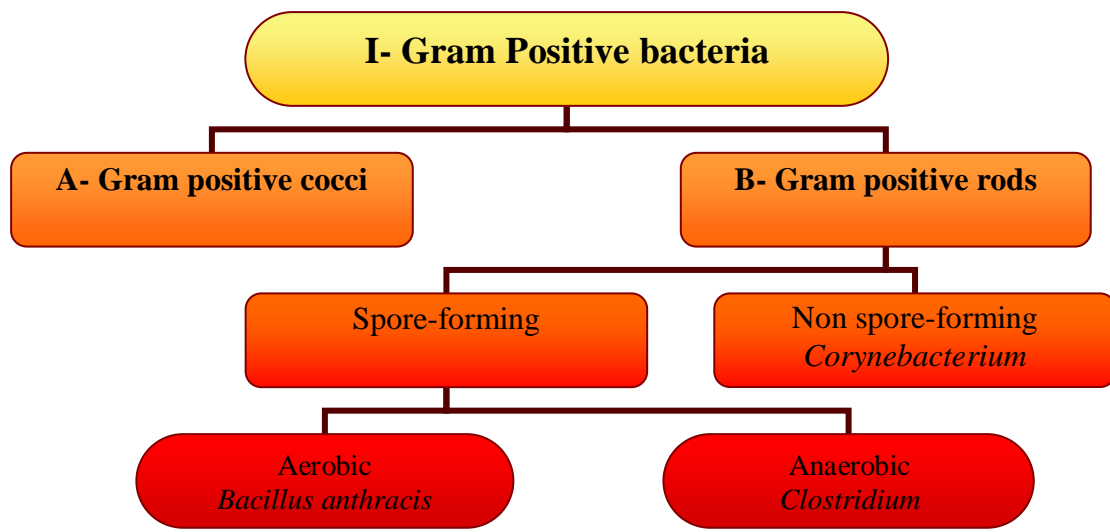 I- Gram Positive bacteria
A- Gram positive cocci
B- Gram positive rods
Spore-forming
Non spore-forming
Corynebacterium
Aerobic
Bacillus anthracis
Anaerobic
Clostridium